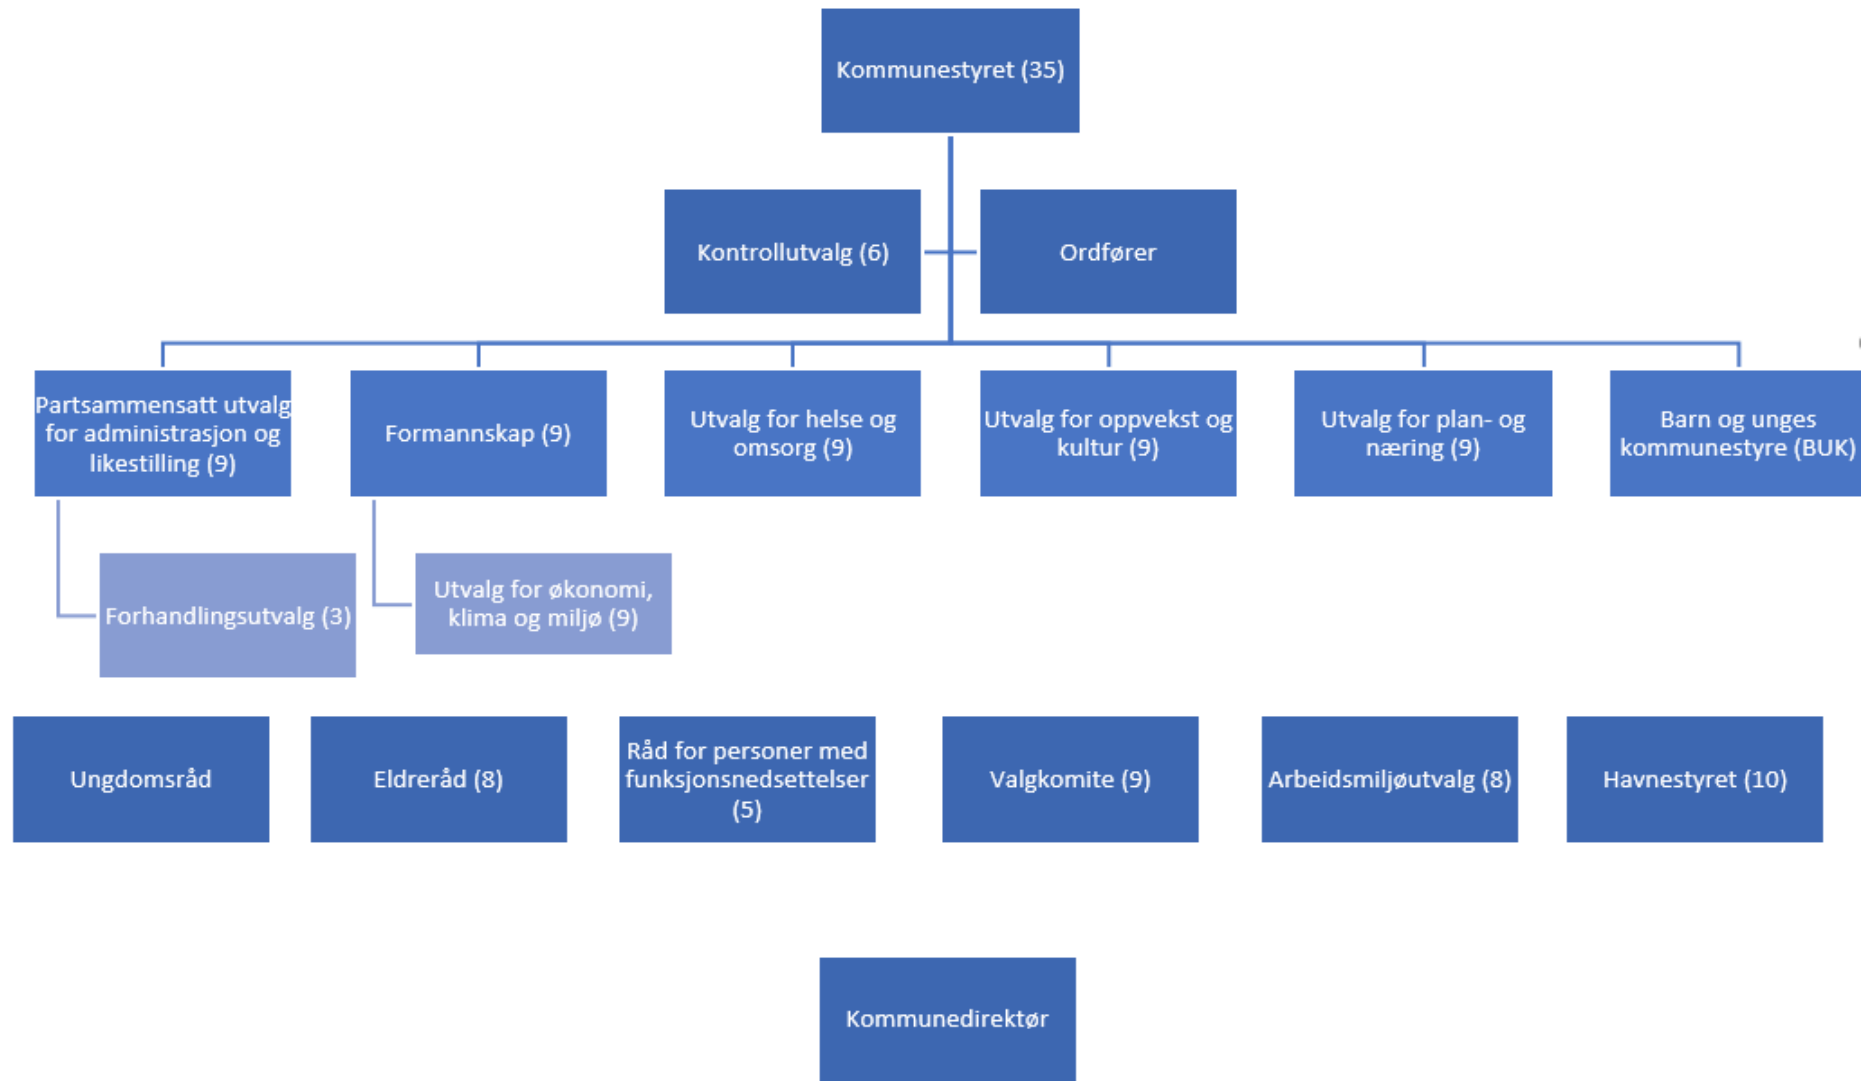 Kommunestyret (35)
Kontrollutvalg (6)
Ordfører
Partsammensatt utvalg
for administrasjon og
likestilling (9)
Formannskap (9)
Utvalg for helse og
omsorg (9)
Utvalg for oppvekst og
kultur (9)
Utvalg for plan- og
næring (9)
Barn og unges
kommunestyre (BUK)
Forhandlingsutvalg (3)
Utvalg for økonomi,
klima og miljø (9)
Ungdomsråd
Eldreråd (8)
Råd for personer med
funksjonsnedsettelser
(5)
Valgkomite (9)
Arbeidsmiljøutvalg (8)
Havnestyret (10)
Kommunedirektør